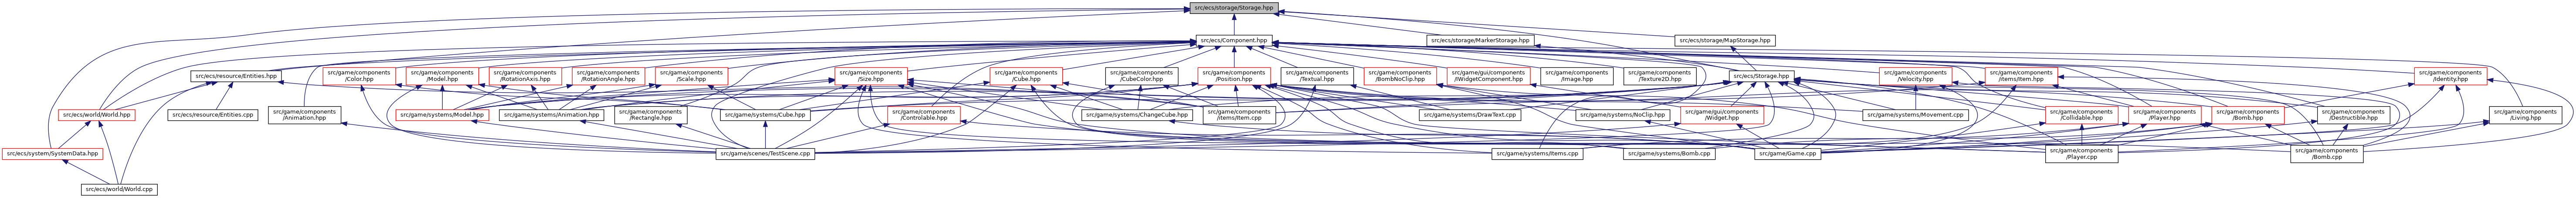 src/ecs/storage/Storage.hpp
src/ecs/Component.hpp
src/ecs/storage/MarkerStorage.hpp
src/ecs/storage/MapStorage.hpp
src/ecs/resource/Entities.hpp
src/game/components
/Color.hpp
src/game/components
/Model.hpp
src/game/components
/RotationAxis.hpp
src/game/components
/RotationAngle.hpp
src/game/components
/Scale.hpp
src/game/components
/Size.hpp
src/game/components
/Cube.hpp
src/game/components
/CubeColor.hpp
src/game/components
/Position.hpp
src/game/components
/Textual.hpp
src/game/components
/BombNoClip.hpp
src/game/gui/components
/IWidgetComponent.hpp
src/game/components
/Image.hpp
src/game/components
/Texture2D.hpp
src/ecs/Storage.hpp
src/game/components
/Velocity.hpp
src/game/components
/items/Item.hpp
src/game/components
/Identity.hpp
src/ecs/world/World.hpp
src/ecs/resource/Entities.cpp
src/game/components
/Animation.hpp
src/game/systems/Model.hpp
src/game/systems/Animation.hpp
src/game/components
/Rectangle.hpp
src/game/systems/Cube.hpp
src/game/components
/Controlable.hpp
src/game/systems/ChangeCube.hpp
src/game/components
/items/Item.cpp
src/game/systems/DrawText.cpp
src/game/systems/NoClip.hpp
src/game/gui/components
/Widget.hpp
src/game/systems/Movement.cpp
src/game/components
/Collidable.hpp
src/game/components
/Player.hpp
src/game/components
/Bomb.hpp
src/game/components
/Destructible.hpp
src/game/components
/Living.hpp
src/ecs/system/SystemData.hpp
src/game/scenes/TestScene.cpp
src/game/systems/Items.cpp
src/game/systems/Bomb.cpp
src/game/Game.cpp
src/game/components
/Player.cpp
src/game/components
/Bomb.cpp
src/ecs/world/World.cpp